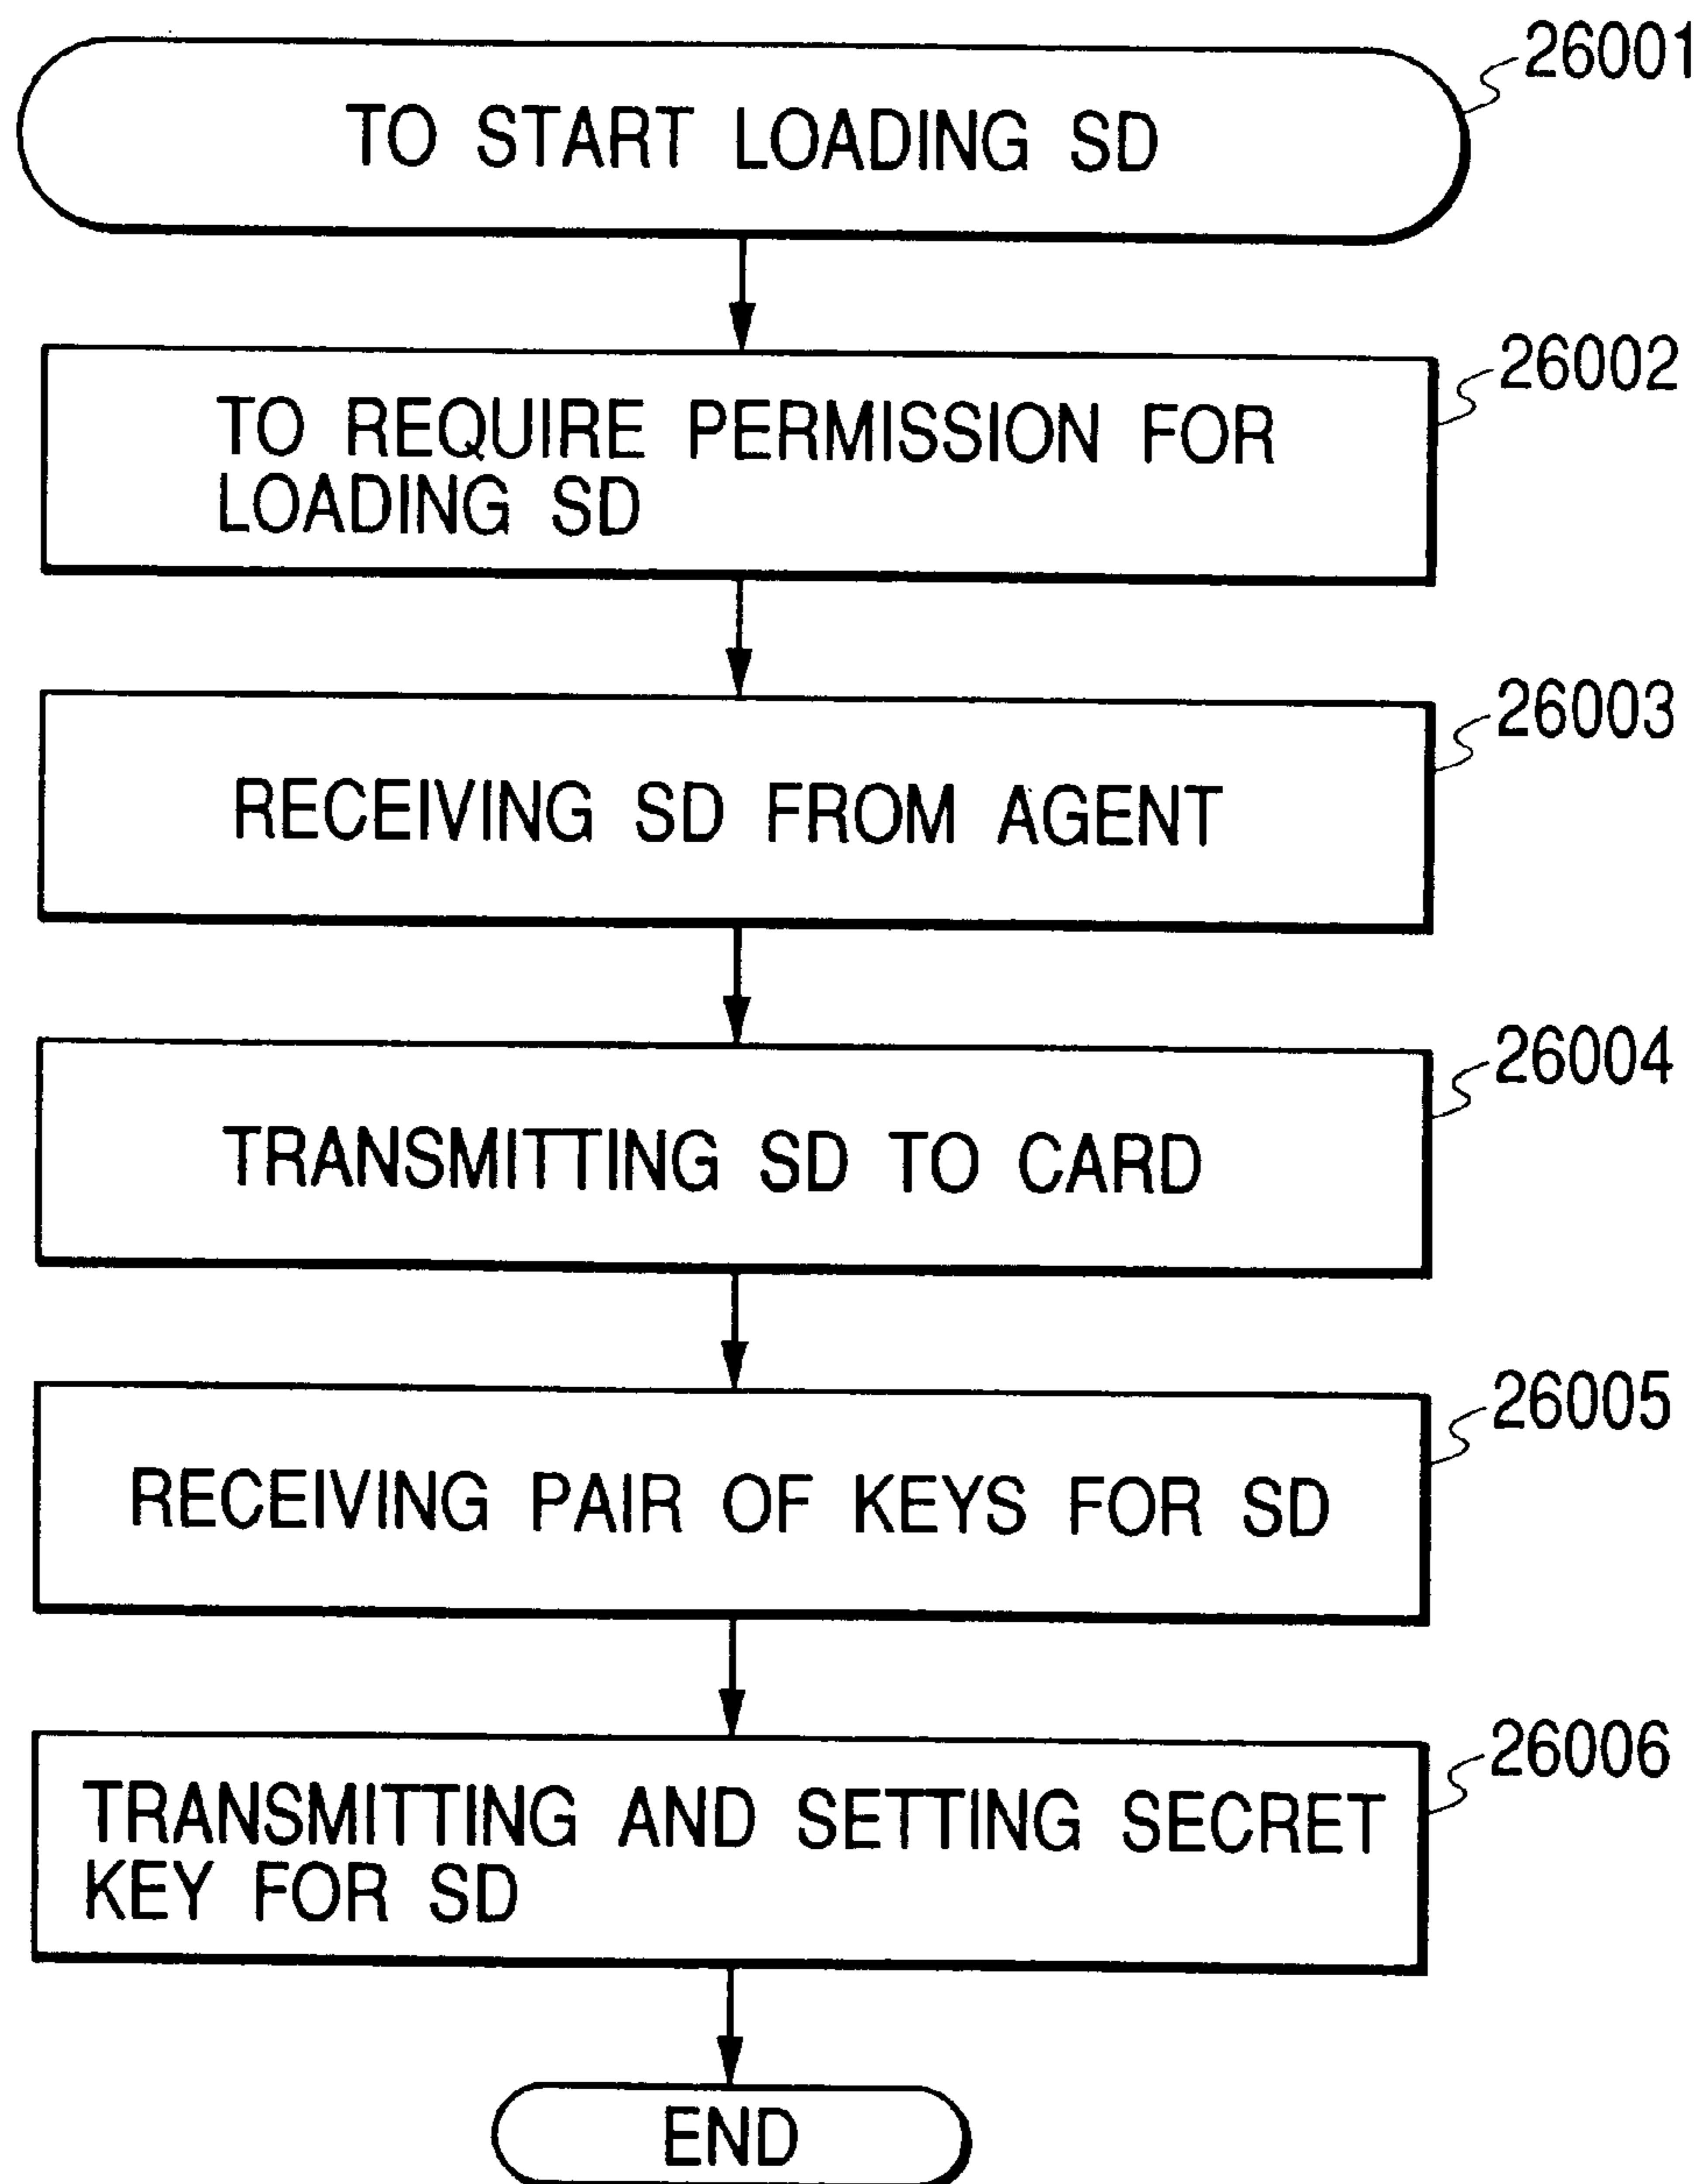 26001
TO START LOADING SD
26002
TO REQUIRE PERMISSION FOR
LOADING SD
26003
RECEIVING SD FROM AGENT
26004
TRANSMITTING SD TO CARD
26005
RECEIVING PAIR OF KEYS FOR SD
26006
TRANSMITTING AND SETTING SECRET
KEY FOR SD
END